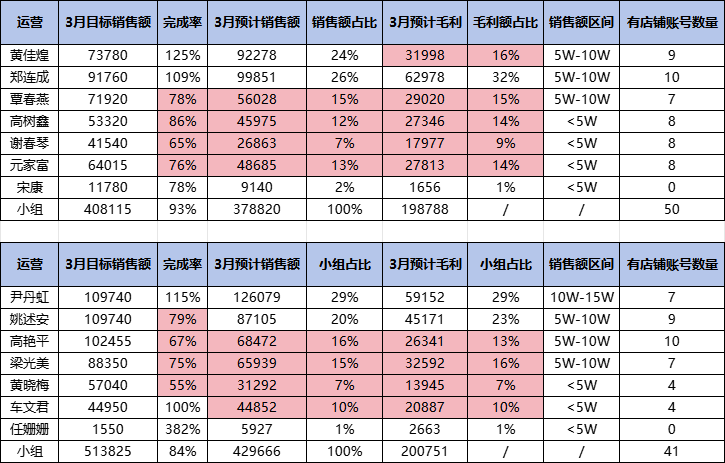 运营 3月目标销售额 完成率 3月预计销售额 销售额占比 3月预计毛利 毛利额占比 销售额区间 有店铺账号数量
黄佳煌 73780 125% 92278 24% 31998 16% 5W-10W 9
郑连成 91760 109% 99851 26% 62978 32% 5W-10W 10
覃春燕 71920 78% 56028 15% 29020 15% 5W-10W 7
高树鑫 53320 86% 45975 12% 27346 14% <5W 8
谢春琴 41540 65% 26863 7% 17977 9% <5W 8
元家富 64015 76% 48685 13% 27813 14% <5W 8
宋康 11780 78% 9140 2% 1656 1% <5W 0
小组 408115 93% 378820 100% 198788 / / 50
运营 3月目标销售额 完成率 3月预计销售额 小组占比 3月预计毛利 小组占比 销售额区间 有店铺账号数量
尹丹虹 109740 115% 126079 29% 59152 29% 10W-15W 7
姚述安 109740 79% 87105 20% 45171 23% 5W-10W 9
高艳平 102455 67% 68472 16% 26341 13% 5W-10W 10
梁光美 88350 75% 65939 15% 32592 16% 5W-10W 7
黄晓梅 57040 55% 31292 7% 13945 7% <5W 4
车文君 44950 100% 44852 10% 20887 10% <5W 4
任姗姗 1550 382% 5927 1% 2663 1% <5W 0
小组 513825 84% 429666 100% 200751 / / 41